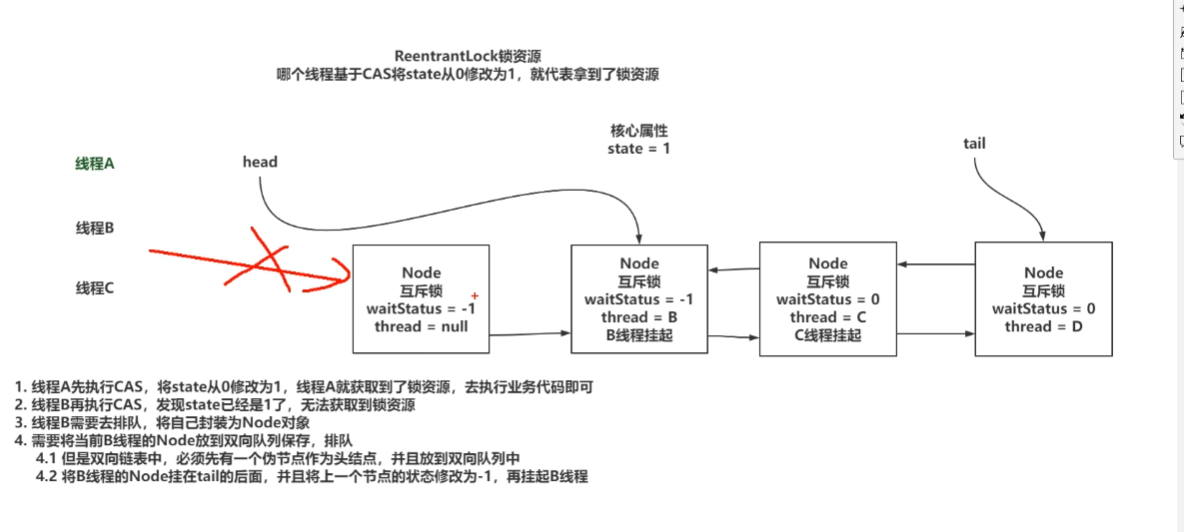 ReentrantLock锁资源
哪个线程基于CAS将state从0修改为1，就代表拿到了锁资源
核心属性
state = 1
线程A
head
tail
线程B
线程C
Node
互斥锁
waitStatus = -1
thread = null
Node
互斥锁
waitStatus = -1
thread = B
B线程挂起
Node
互斥锁
waitStatus = 0
thread = C
C线程挂起
Node
互斥锁
waitStatus = 0
thread = D
1. 线程A先执行CAS，将state从0修改为1，线程A就获取到了锁资源，去执行业务代码即可
2. 线程B再执行CAS，发现state已经是1了，无法获取到锁资源
3. 线程B需要去排队，将自己封装为Node对象
4. 需要将当前B线程的Node放到双向队列保存，排队
4.1 但是双向链表中，必须先有一个伪节点作为头结点，并且放到双向队列中
4.2 将B线程的Node挂在tail的后面，并且将上一个节点的状态修改为-1，再挂起B线程